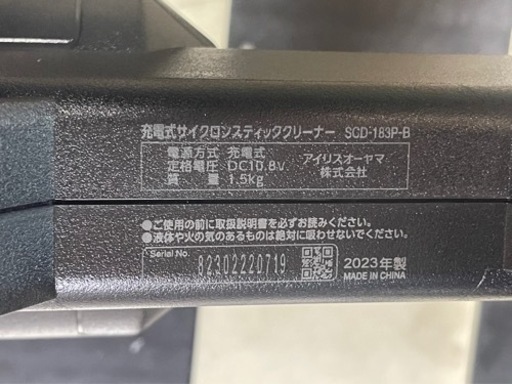 充電式サイクロンスティッククリーナー SCD-183P-B
電源方式 充電式
定格電圧 DC10.8V
質量 1.5kg
アイリスオーヤマ
株式会社
●ご使用の前に取扱説明書を必ずお読みください。
●液体や火の気のあるものは絶対に吸わせないでください。
Serial No.
82302220719
2023年製
MADE IN CHINA